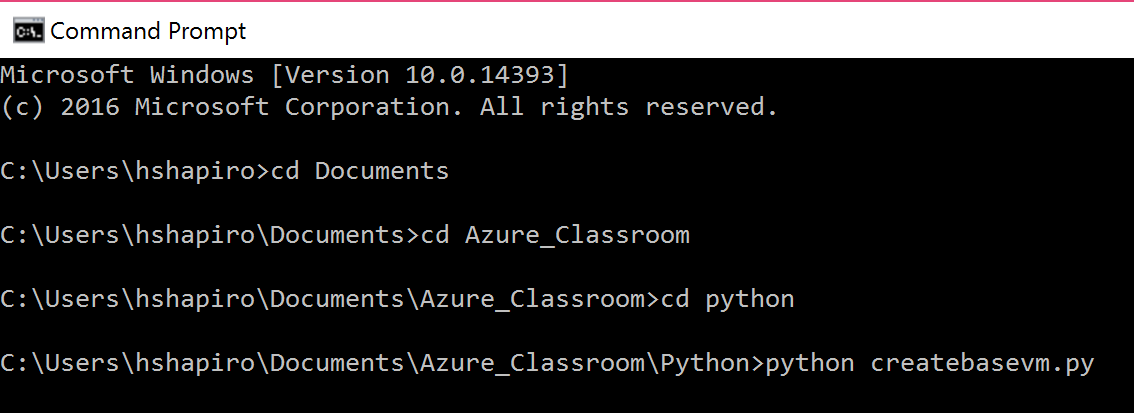 Command Prompt
Microsoft Windows [Version 10.0.14393]
(c) 2016 Microsoft Corporation. All rights reserved.
C:\Users\hshapiro>cd Documents
C:\Users\hshapiro\Documents>cd Azure_Classroom
C:\Users\hshapiro\Documents\Azure_Classroom>cd python
C:\Users\hshapiro\Documents\Azure_Classroom\Python>python createbasevm.py